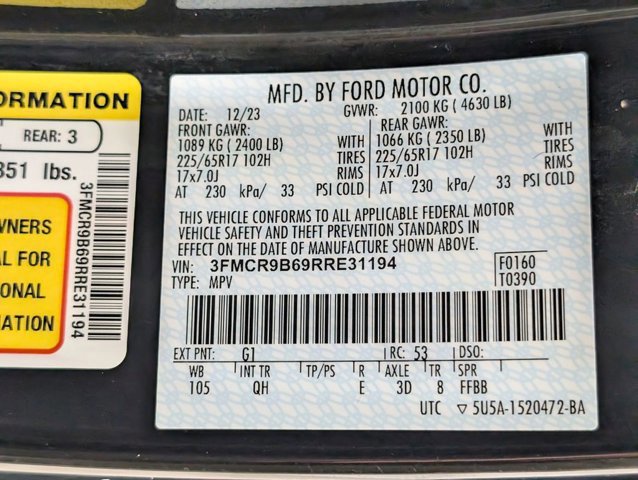 ORMATION
REAR: 3
851 lbs.
WNERS
AL FOR
ONAL
ATION
3FMCR9B69RRE31194
MFD. BY FORD MOTOR CO.
DATE: 12/23 GVWR: 2100 KG ( 4630 LB)
FRONT GAWR: REAR GAWR:
1089 KG ( 2400 LB) WITH 1066 KG ( 2350 LB) WITH
225/65R17 102H TIRES 225/65R17 102H TIRES
17x7.0J RIMS 17x7.0J RIMS
AT 230 kPa/ 33 PSI COLD AT 230 kPa/ 33 PSI COLD
THIS VEHICLE CONFORMS TO ALL APPLICABLE FEDERAL MOTOR
VEHICLE SAFETY AND THEFT PREVENTION STANDARDS IN
EFFECT ON THE DATE OF MANUFACTURE SHOWN ABOVE.
VIN: 3FMCR9B69RRE31194 F0160
TYPE: MPV T0390
EXT PNT: G1 RC: 53 DSO:
WB INT TR TP/PS R AXLE TR SPR
105 QH E 3D 8 FFBB
UTC ▽ 5U5A-1520472-BA